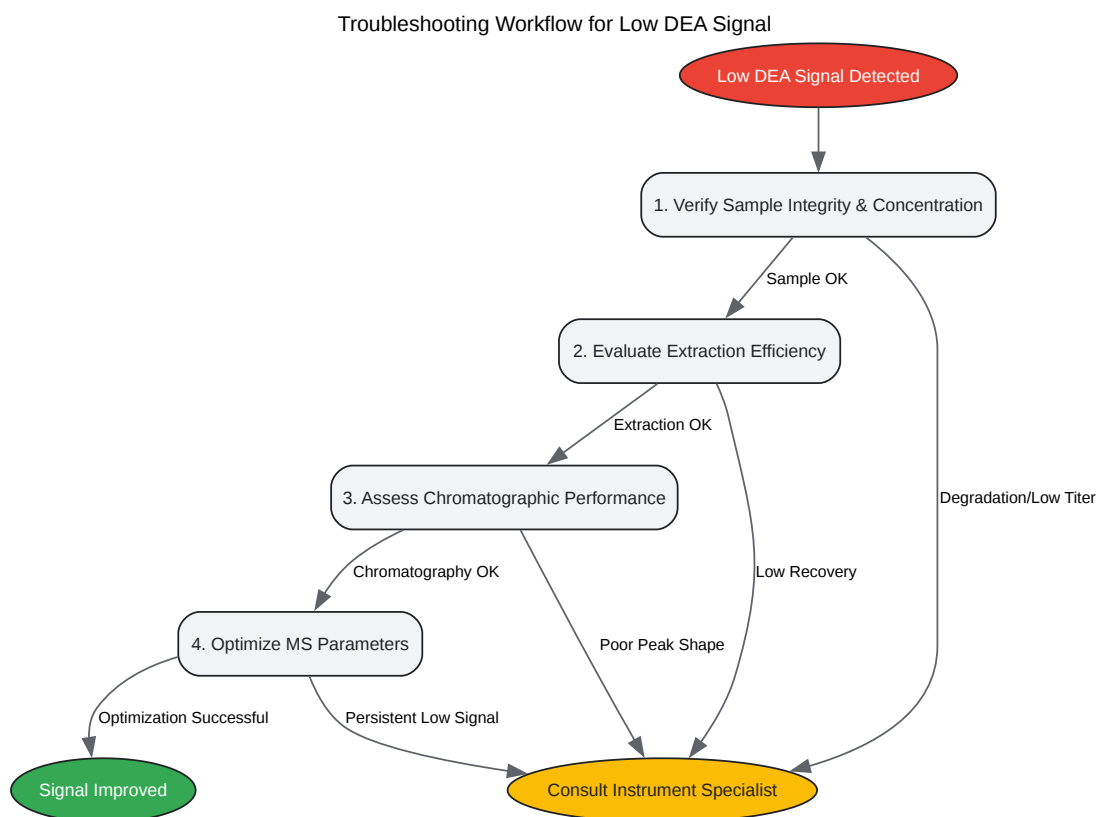 Troubleshooting Workflow for Low DEA Signal
Low DEA Signal Detected
1. Verify Sample Integrity & Concentration
Sample OK
2. Evaluate Extraction Efficiency
Extraction OK
3. Assess Chromatographic Performance
Degradation/Low Titer
Chromatography OK
Low Recovery
4. Optimize MS Parameters
Poor Peak Shape
Optimization Successful
Persistent Low Signal
Signal Improved
Consult Instrument Specialist